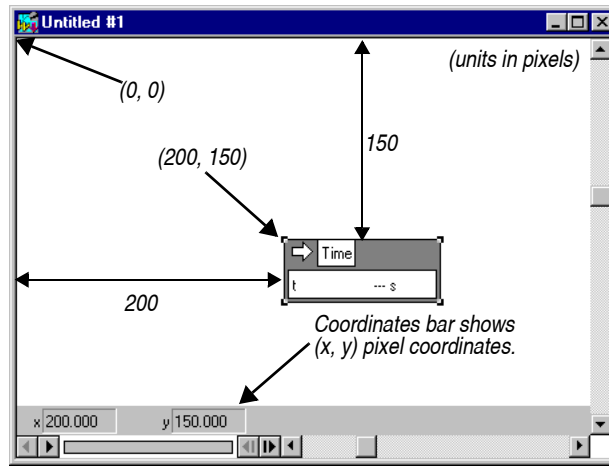 Untitled #1
(units in pixels)
(0, 0)
150
(200, 150)
Time
t --- s
200
Coordinates bar shows
(x, y) pixel coordinates.
x 200.000 y 150.000